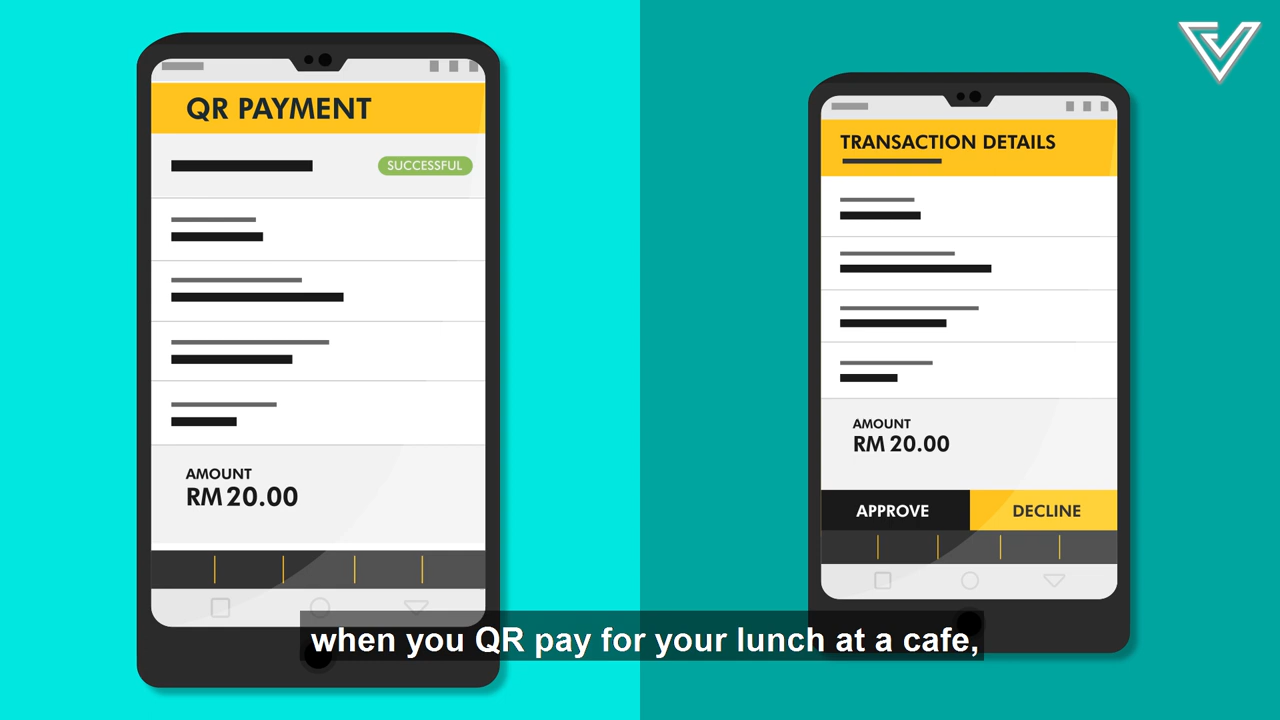 QR PAYMENT
SUCCESSFUL
AMOUNT
RM 20.00
TRANSACTION DETAILS
AMOUNT
RM 20.00
APPROVE
DECLINE
when you QR pay for your lunch at a cafe,